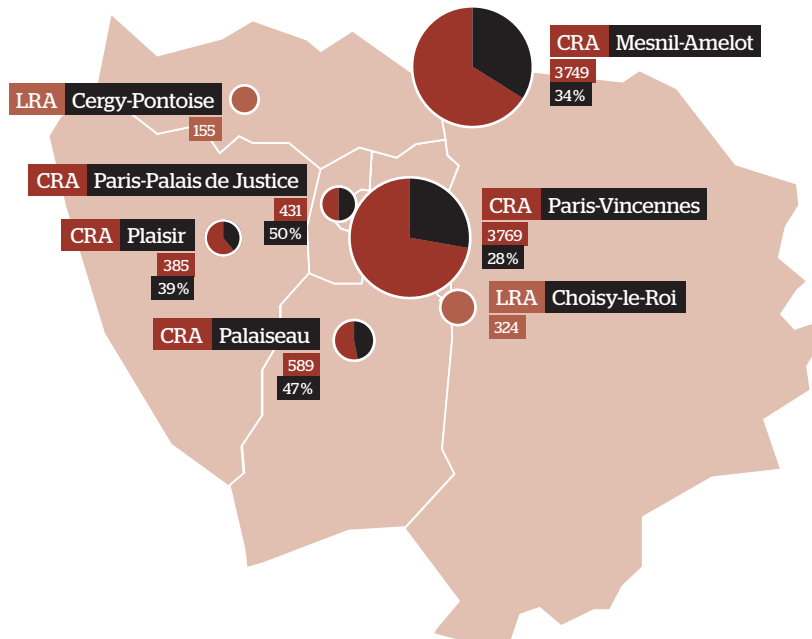 CRA Mesnil-Amelot
3749
34%
LRA Cergy-Pontoise
155
CRA Paris-Palais de Justice
431
50%
CRA Paris-Vincennes
3769
28%
CRA Plaisir
385
39%
LRA Choisy-le-Roi
324
CRA Palaiseau
589
47%